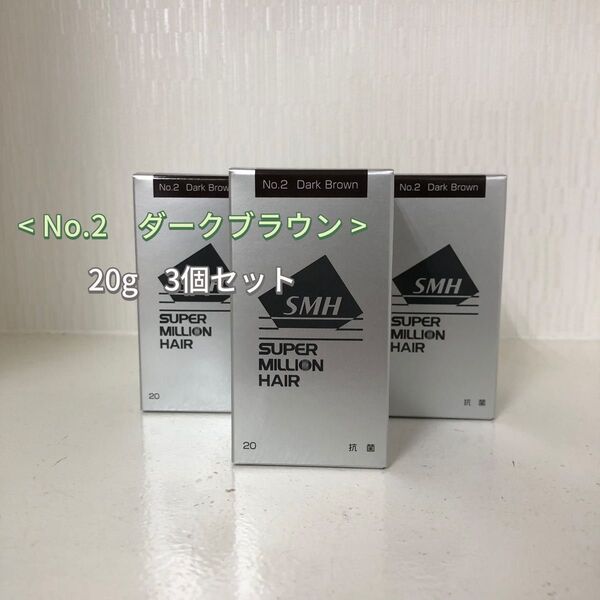 No.2 Dark Brow
No.2 Dark Brown
No.2 Dark Brown
< No.2 ダークブラウン >
20g 3個セット
SMH
SUPER
MILLION
HAIR
20
抗菌
SUPER
MILLION
HAIR
20
SMH
SUPER
MILLION
HAIR
抗菌